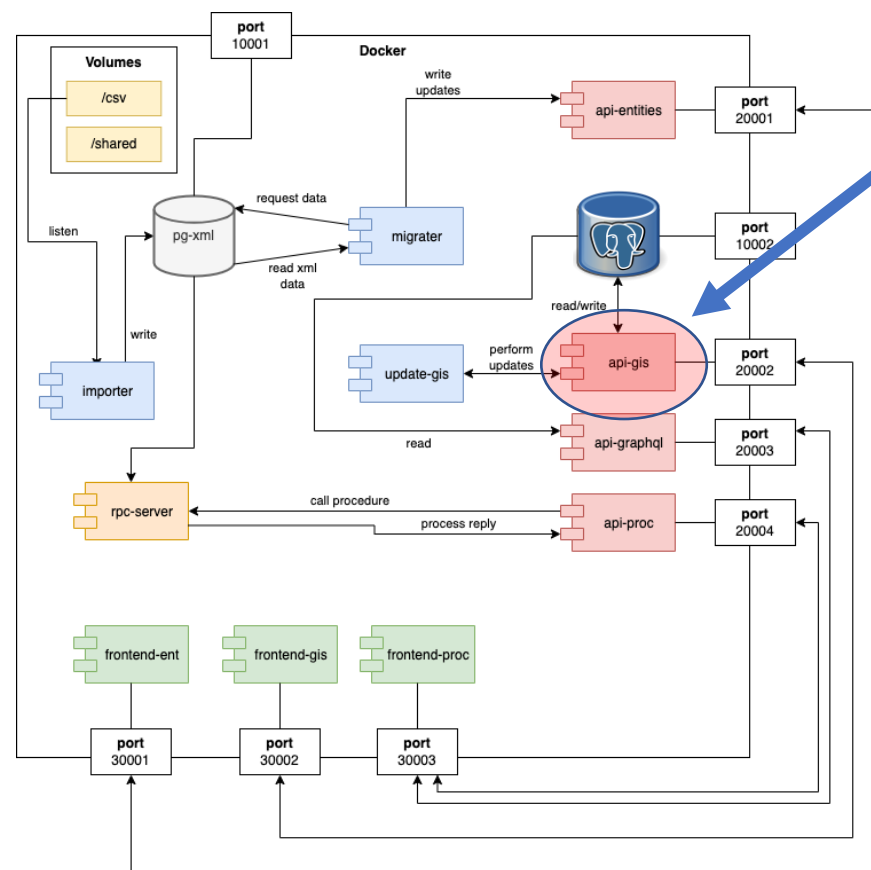 port
10001
Docker
Volumes
/csv
/shared
write
updates
api-entities
port
20001
request data
pg-xml
migrater
port
10002
listen
read xml
data
read/write
write
importer
update-gis
perform
updates
api-gis
port
20002
read
api-graphql
port
20003
rpc-server
call procedure
process reply
api-proc
port
20004
frontend-ent
frontend-gis
frontend-proc
port
30001
port
30002
port
30003